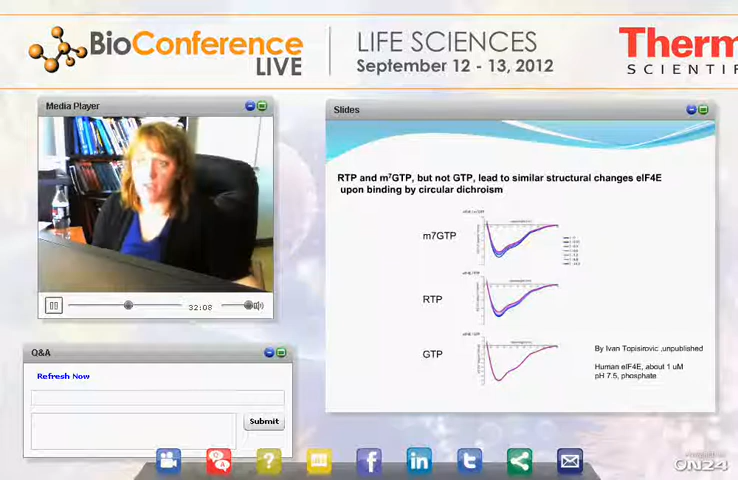 BioConference
LIVE
LIFE SCIENCES
September 12 - 13, 2012
Therm
SCIENTIF
Media Player
32:08
Slides
RTP and m⁷GTP, but not GTP, lead to similar structural changes eIF4E
upon binding by circular dichroism
m7GTP
RTP
GTP
By Ivan Topisirovic ,unpublished
Human eIF4E, about 1 uM
pH 7.5, phosphate
Q&A
Refresh Now
Submit
Q
A
?
f
in
ON24